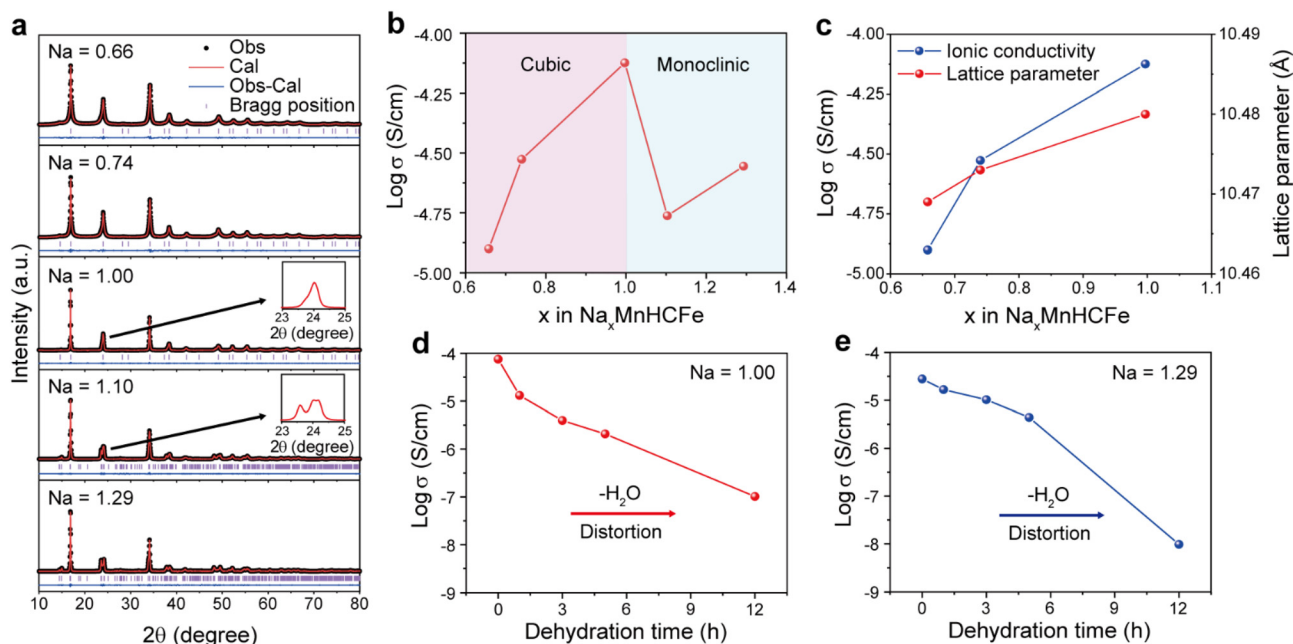 a
Na = 0.66
Obs
Cal
Obs-Cal
Bragg position
Na = 0.74
Na = 1.00
23 24 25
2θ (degree)
Na = 1.10
23 24 25
2θ (degree)
Na = 1.29
Intensity (a.u.)
10 20 30 40 50 60 70 80
2θ (degree)
b
-4.00
-4.25
-4.50
-4.75
-5.00
Log σ (S/cm)
Cubic
Monoclinic
0.6 0.8 1.0 1.2 1.4
x in NaₓMnHCFe
c
-4.00
-4.25
-4.50
-4.75
-5.00
Log σ (S/cm)
Ionic conductivity
Lattice parameter
10.49
10.48
10.47
10.46
Lattice parameter (Å)
0.6 0.7 0.8 0.9 1.0 1.1
x in NaₓMnHCFe
d
-4
-5
-6
-7
-8
-9
Log σ (S/cm)
Na = 1.00
-H₂O
Distortion
0 3 6 9 12
Dehydration time (h)
e
-4
-5
-6
-7
-8
-9
Log σ (S/cm)
Na = 1.29
-H₂O
Distortion
0 3 6 9 12
Dehydration time (h)